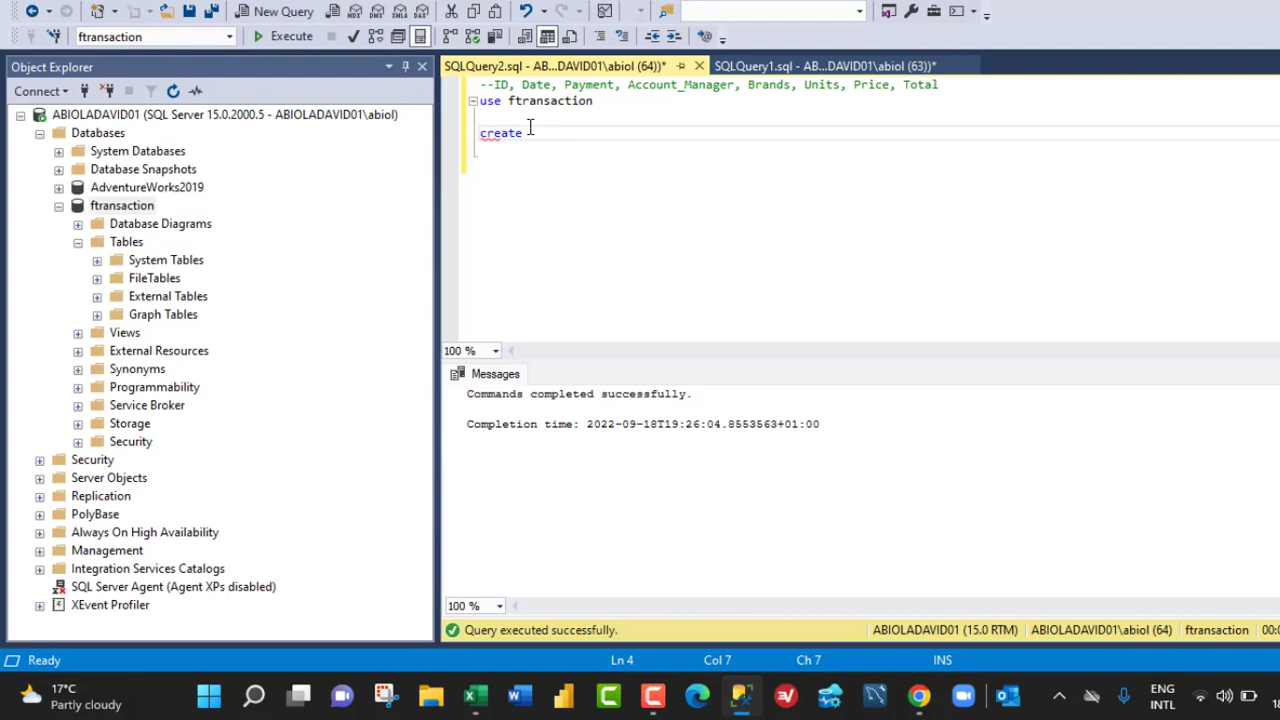 New Query
MDX DMX XMLA DAX
ftransaction
Execute
Object Explorer
Connect
ABIOLADAVID01 (SQL Server 15.0.2000.5 - ABIOLADAVID01\abiol)
Databases
System Databases
Database Snapshots
AdventureWorks2019
ftransaction
Database Diagrams
Tables
System Tables
FileTables
External Tables
Graph Tables
Views
External Resources
Synonyms
Programmability
Service Broker
Storage
Security
Security
Server Objects
Replication
PolyBase
Always On High Availability
Management
Integration Services Catalogs
SQL Server Agent (Agent XPs disabled)
XEvent Profiler
SQLQuery2.sql - AB...DAVID01\abiol (64))* SQLQuery1.sql - AB...DAVID01\abiol (63))*
--ID, Date, Payment, Account_Manager, Brands, Units, Price, Total
use ftransaction
create
100 %
Messages
Commands completed successfully.
Completion time: 2022-09-18T19:26:04.8553563+01:00
100 %
Query executed successfully. ABIOLADAVID01 (15.0 RTM) ABIOLADAVID01\abiol (64) ftransaction
Ready Ln 4 Col 7 Ch 7 INS
17°C
Partly cloudy
ENG
INTL